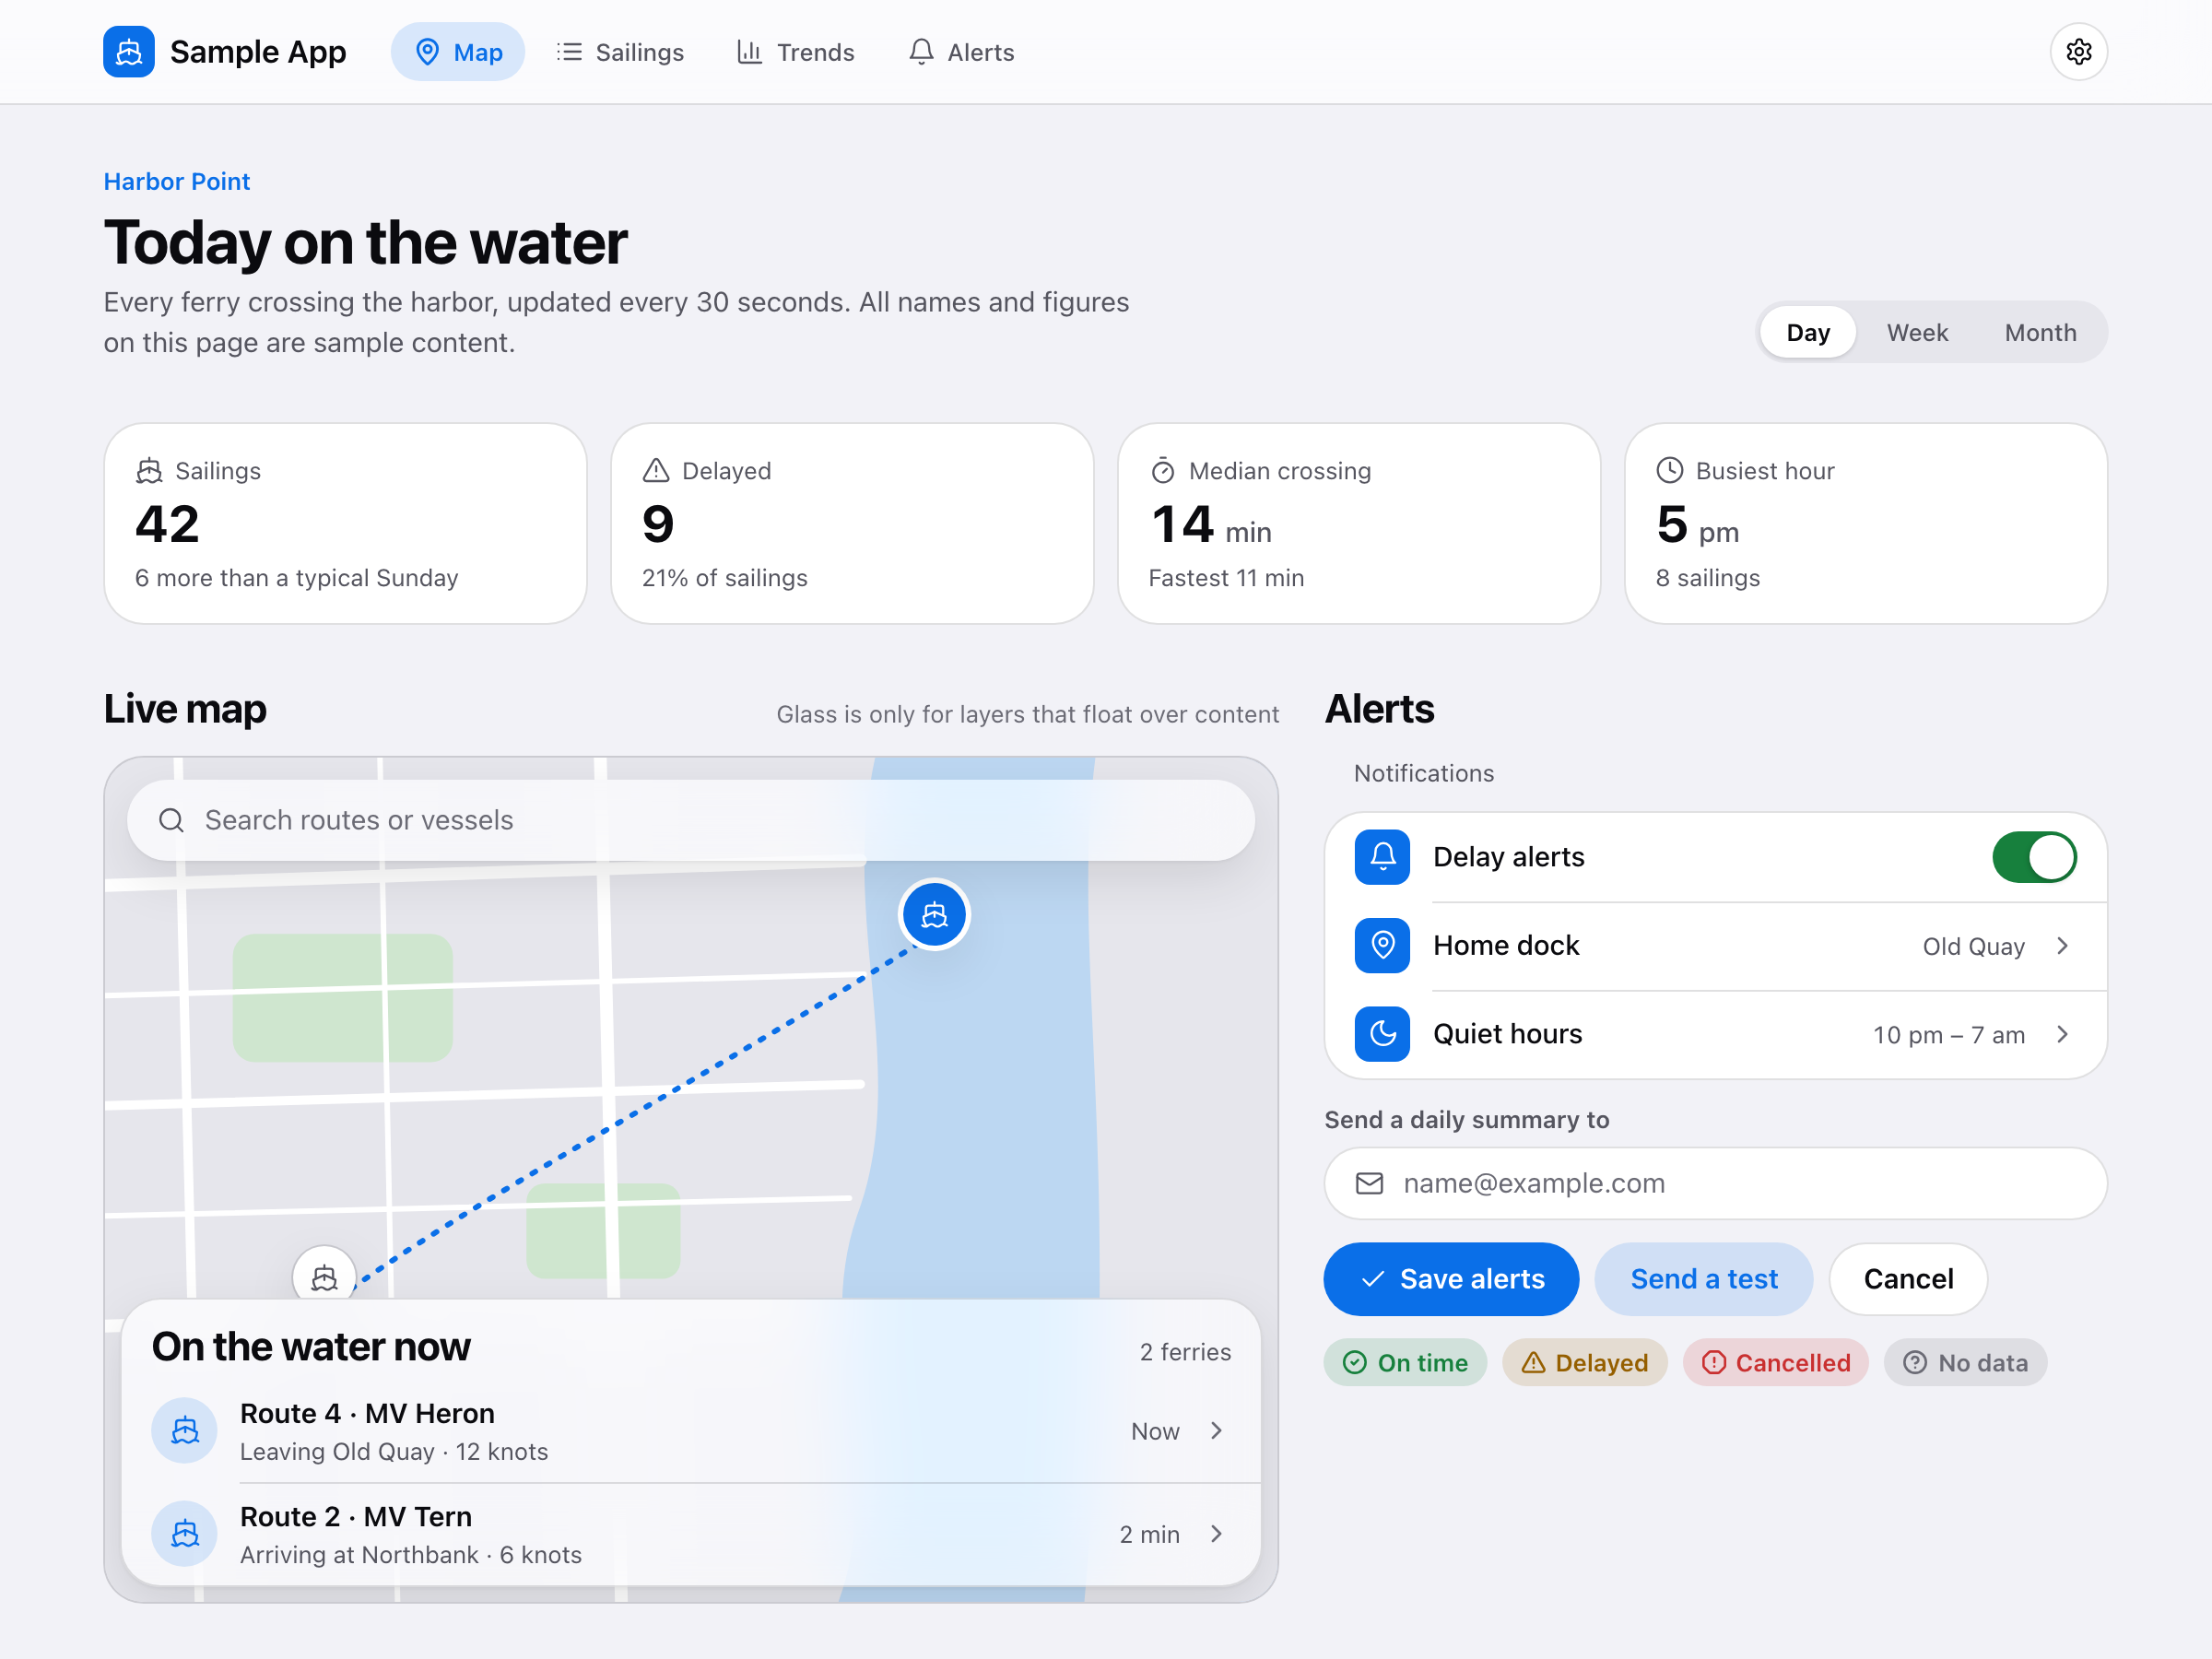 Sample App
Map
Sailings
Trends
Alerts
Harbor Point
Today on the water
Every ferry crossing the harbor, updated every 30 seconds. All names and figures
on this page are sample content.
Day
Week
Month
Sailings
42
6 more than a typical Sunday
Delayed
9
21% of sailings
Median crossing
14 min
Fastest 11 min
Busiest hour
5 pm
8 sailings
Live map
Glass is only for layers that float over content
Search routes or vessels
On the water now
2 ferries
Route 4 · MV Heron
Leaving Old Quay · 12 knots
Now
Route 2 · MV Tern
Arriving at Northbank · 6 knots
2 min
Alerts
Notifications
Delay alerts
Home dock
Old Quay
Quiet hours
10 pm – 7 am
Send a daily summary to
name@example.com
Save alerts
Send a test
Cancel
On time
Delayed
Cancelled
No data